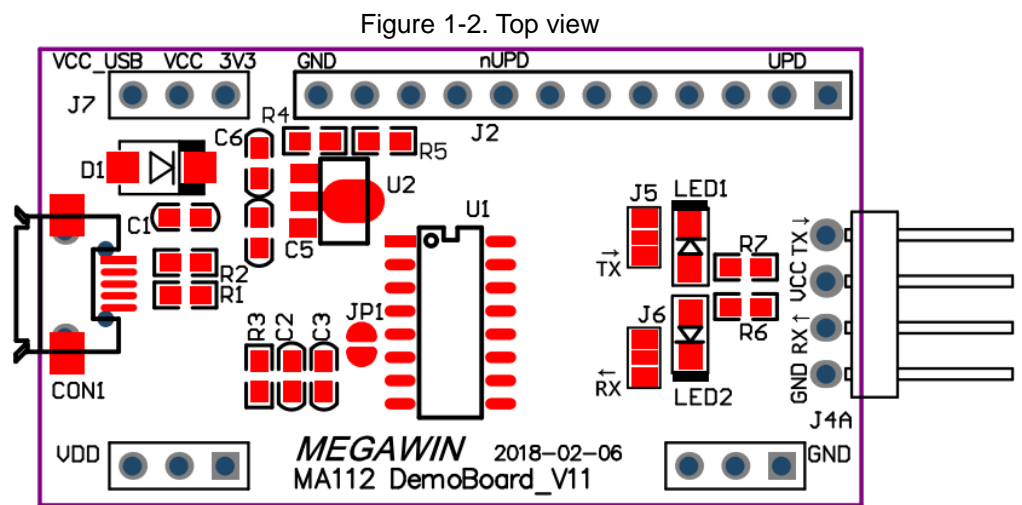 Figure 1-2. Top view
VCC_USB VCC 3V3 GND nUPD UPD
J7
J2
R4
C6
R5
D1
U2
C1
C5
U1
J5
LED1
TX→
R7
R2
R1
TX↓
VCC
RX↑
GND
J6
R6
R3
C2
C3
JP1
RX←
LED2
CON1
J4A
VDD
MEGAWIN 2018-02-06
MA112 DemoBoard_V11
GND